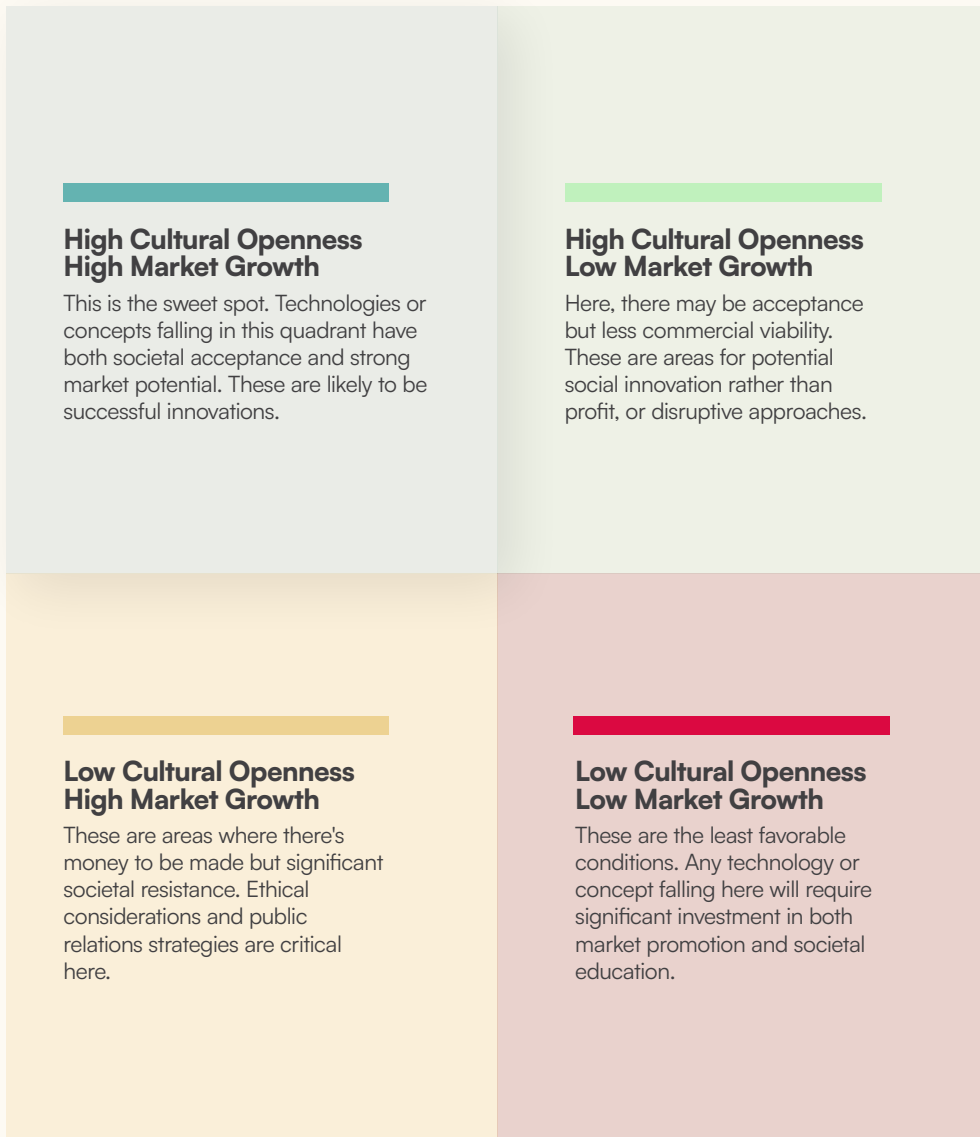 High Cultural Openness
High Market Growth
This is the sweet spot. Technologies or
concepts falling in this quadrant have
both societal acceptance and strong
market potential. These are likely to be
successful innovations.
High Cultural Openness
Low Market Growth
Here, there may be acceptance
but less commercial viability.
These are areas for potential
social innovation rather than
profit, or disruptive approaches.
Low Cultural Openness
High Market Growth
These are areas where there's
money to be made but significant
societal resistance. Ethical
considerations and public
relations strategies are critical
here.
Low Cultural Openness
Low Market Growth
These are the least favorable
conditions. Any technology or
concept falling here will require
significant investment in both
market promotion and societal
education.